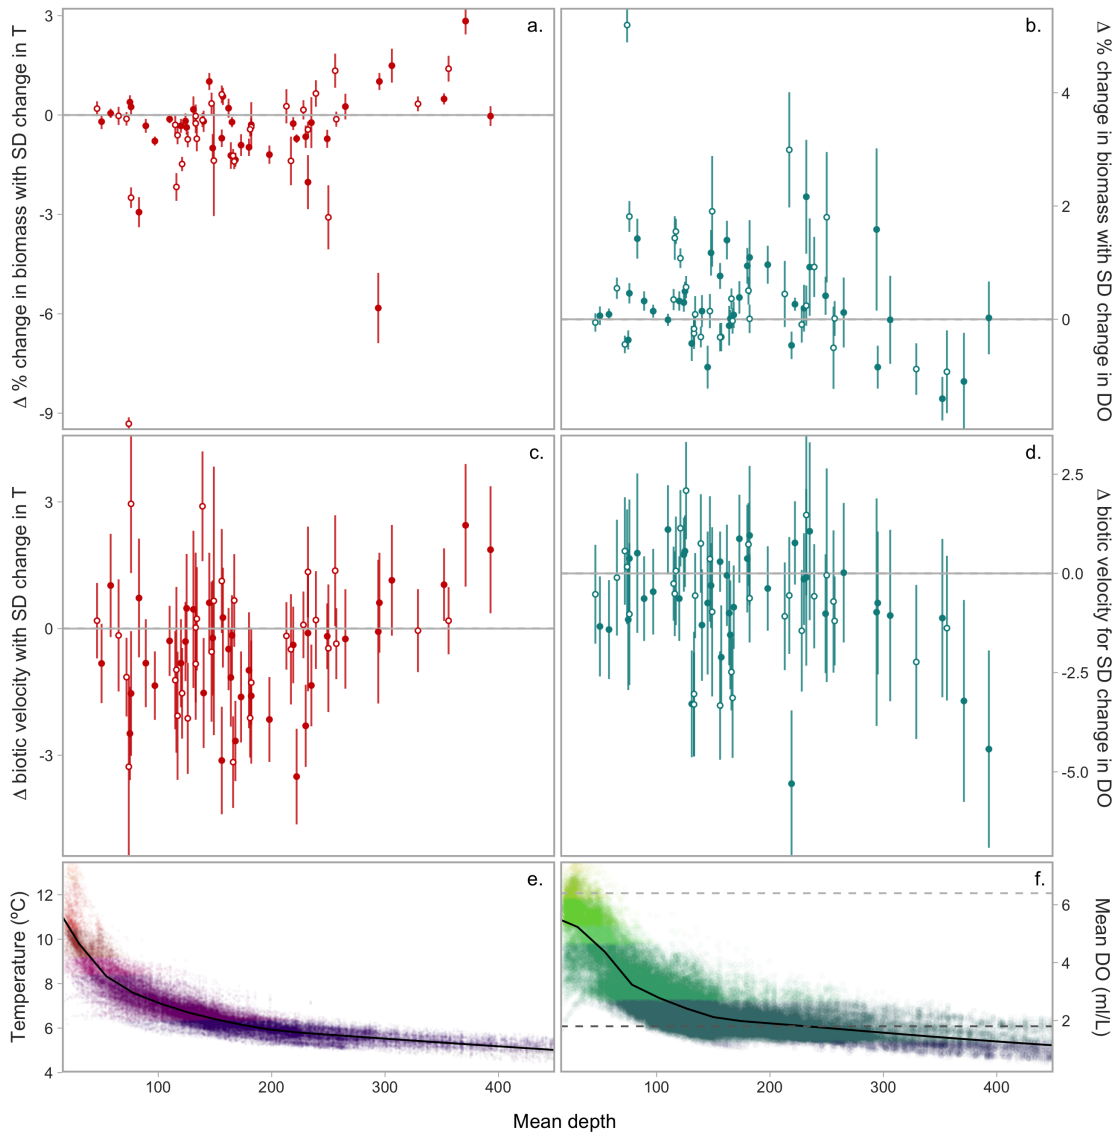 a.
b.
3
0
-3
-6
-9
Δ % change in biomass with SD change in T
4
2
0
Δ % change in biomass with SD change in DO
c.
d.
3
0
-3
Δ biotic velocity with SD change in T
2.5
0.0
-2.5
-5.0
Δ biotic velocity for SD change in DO
e.
f.
12
10
8
6
4
Temperature (ºC)
6
4
2
Mean DO (ml/L)
100 200 300 400
100 200 300 400
Mean depth